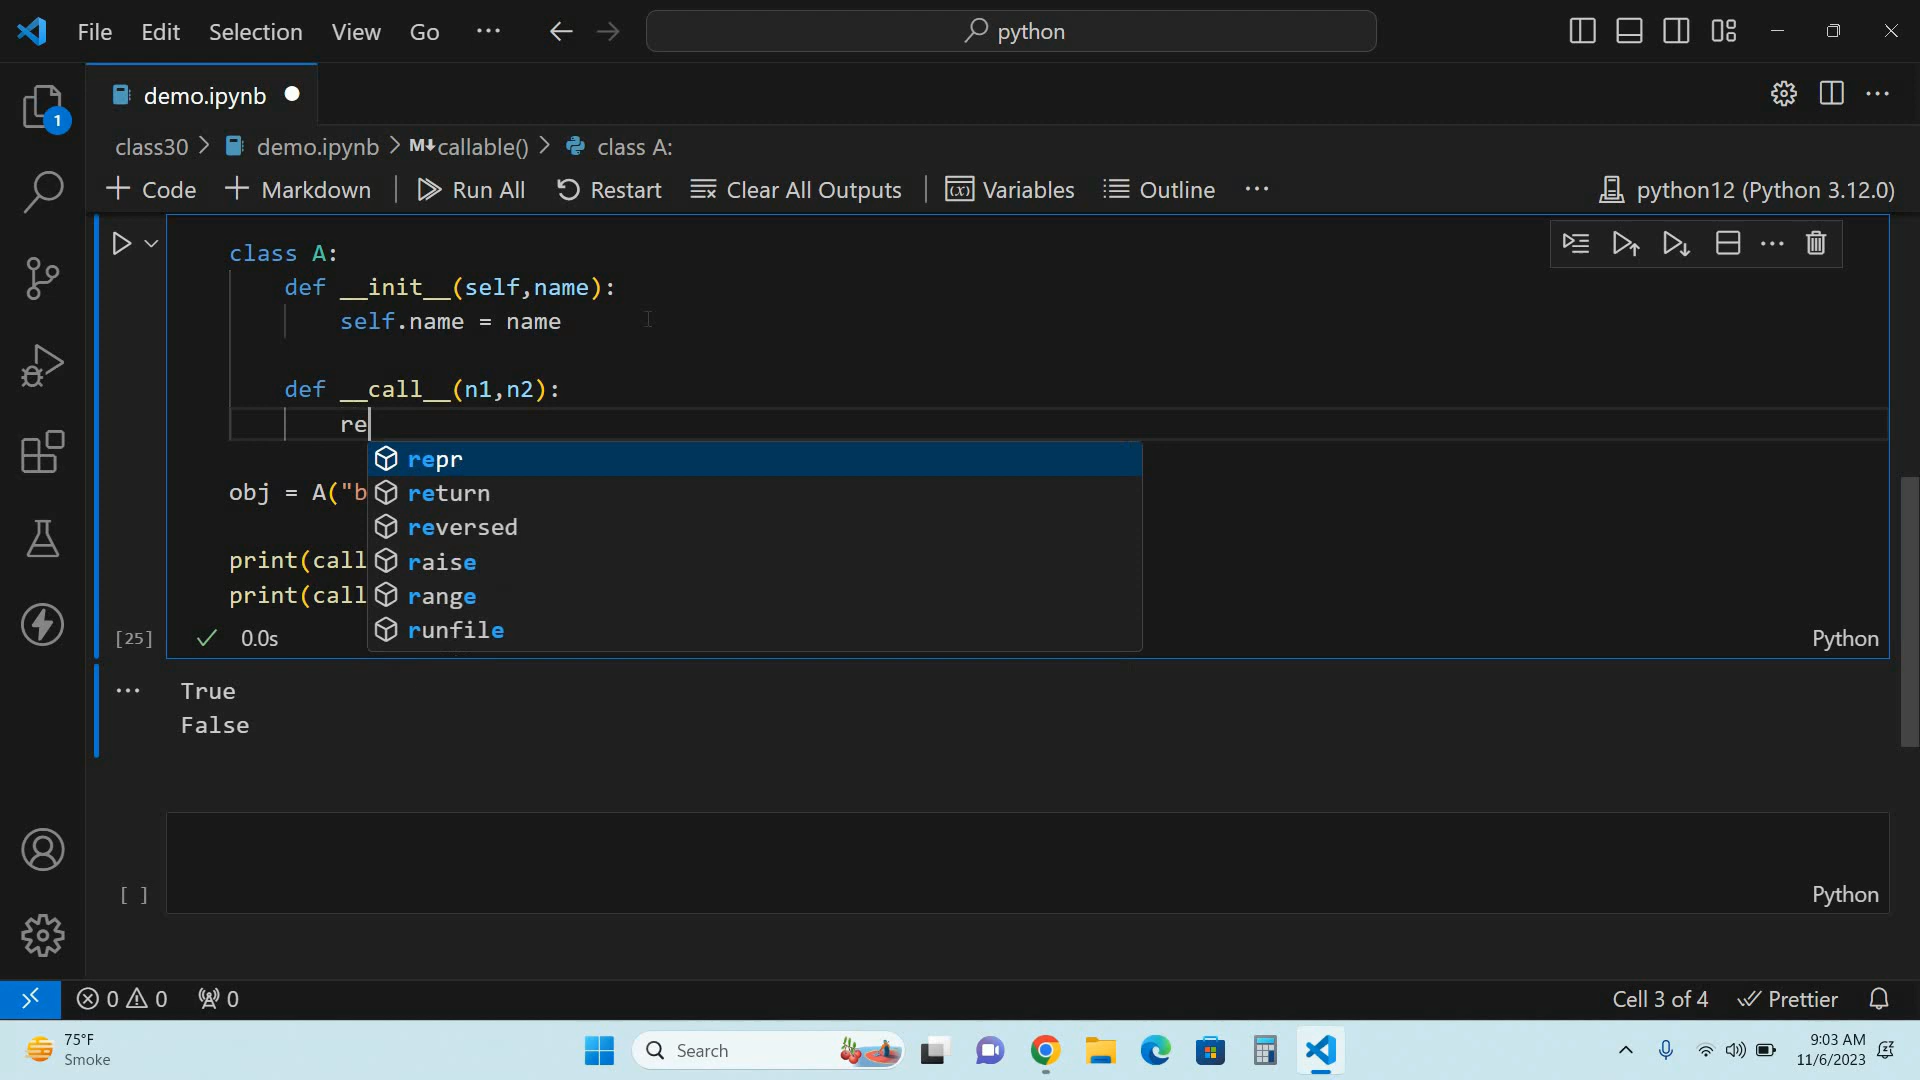 File Edit Selection View Go ··· python
demo.ipynb
1
class30 > demo.ipynb > M↓callable() > class A:
+ Code + Markdown Run All Restart Clear All Outputs (x) Variables Outline ··· python12 (Python 3.12.0)
class A:
def __init__(self,name):
self.name = name
def __call__(n1,n2):
re
repr
obj = A("b
return
reversed
print(call
raise
print(call
range
runfile
[25] 0.0s Python
True
False
[ ] Python
0 0 0 Cell 3 of 4 Prettier
75°F
Smoke
Search
9:03 AM
11/6/2023